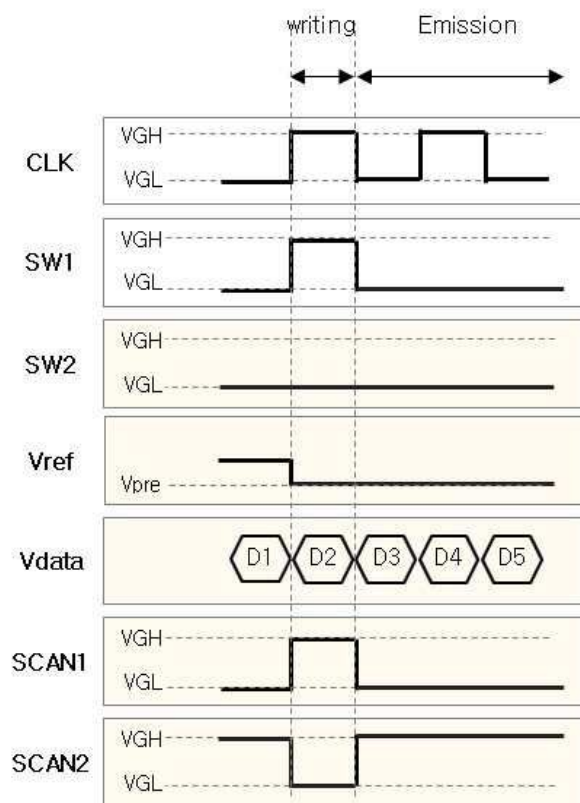 writing Emission
CLK VGH
VGL
SW1 VGH
VGL
SW2 VGH
VGL
Vref
Vpre
Vdata D1 D2 D3 D4 D5
SCAN1 VGH
VGL
SCAN2 VGH
VGL